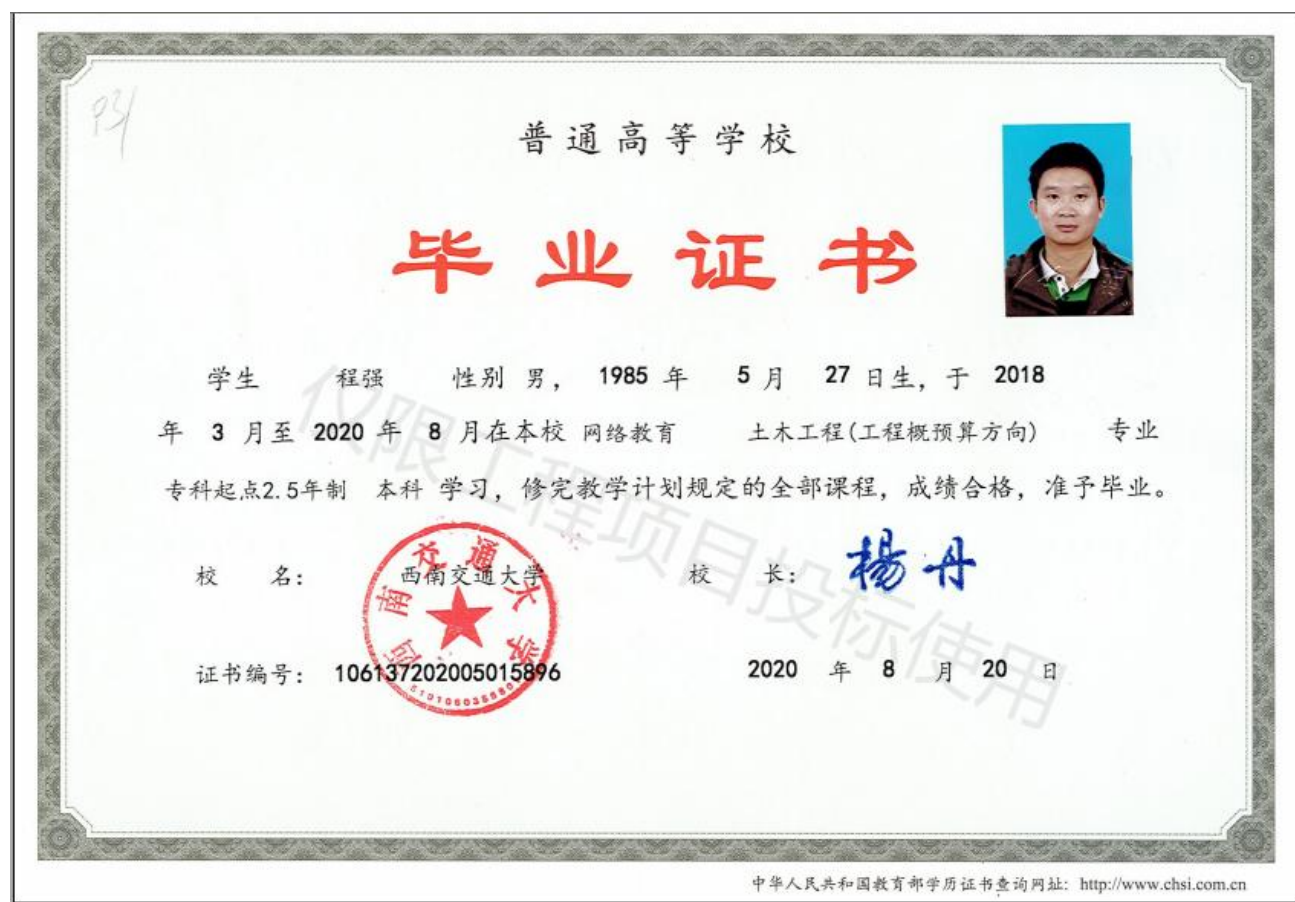 P31
普通高等学校
毕业证书
学生 程强 性别 男， 1985 年 5 月 27 日生，于 2018
年 3 月至 2020 年 8 月在本校 网络教育 土木工程(工程概预算方向) 专业
专科起点2.5年制 本科 学习，修完教学计划规定的全部课程，成绩合格，准予毕业。
校 名： 西南交通大学 校 长： 楊丹
西南交通大学
证书编号： 106137202005015896 2020 年 8 月 20 日
仅限工程项目投标使用
中华人民共和国教育部学历证书查询网址：http://www.chsi.com.cn